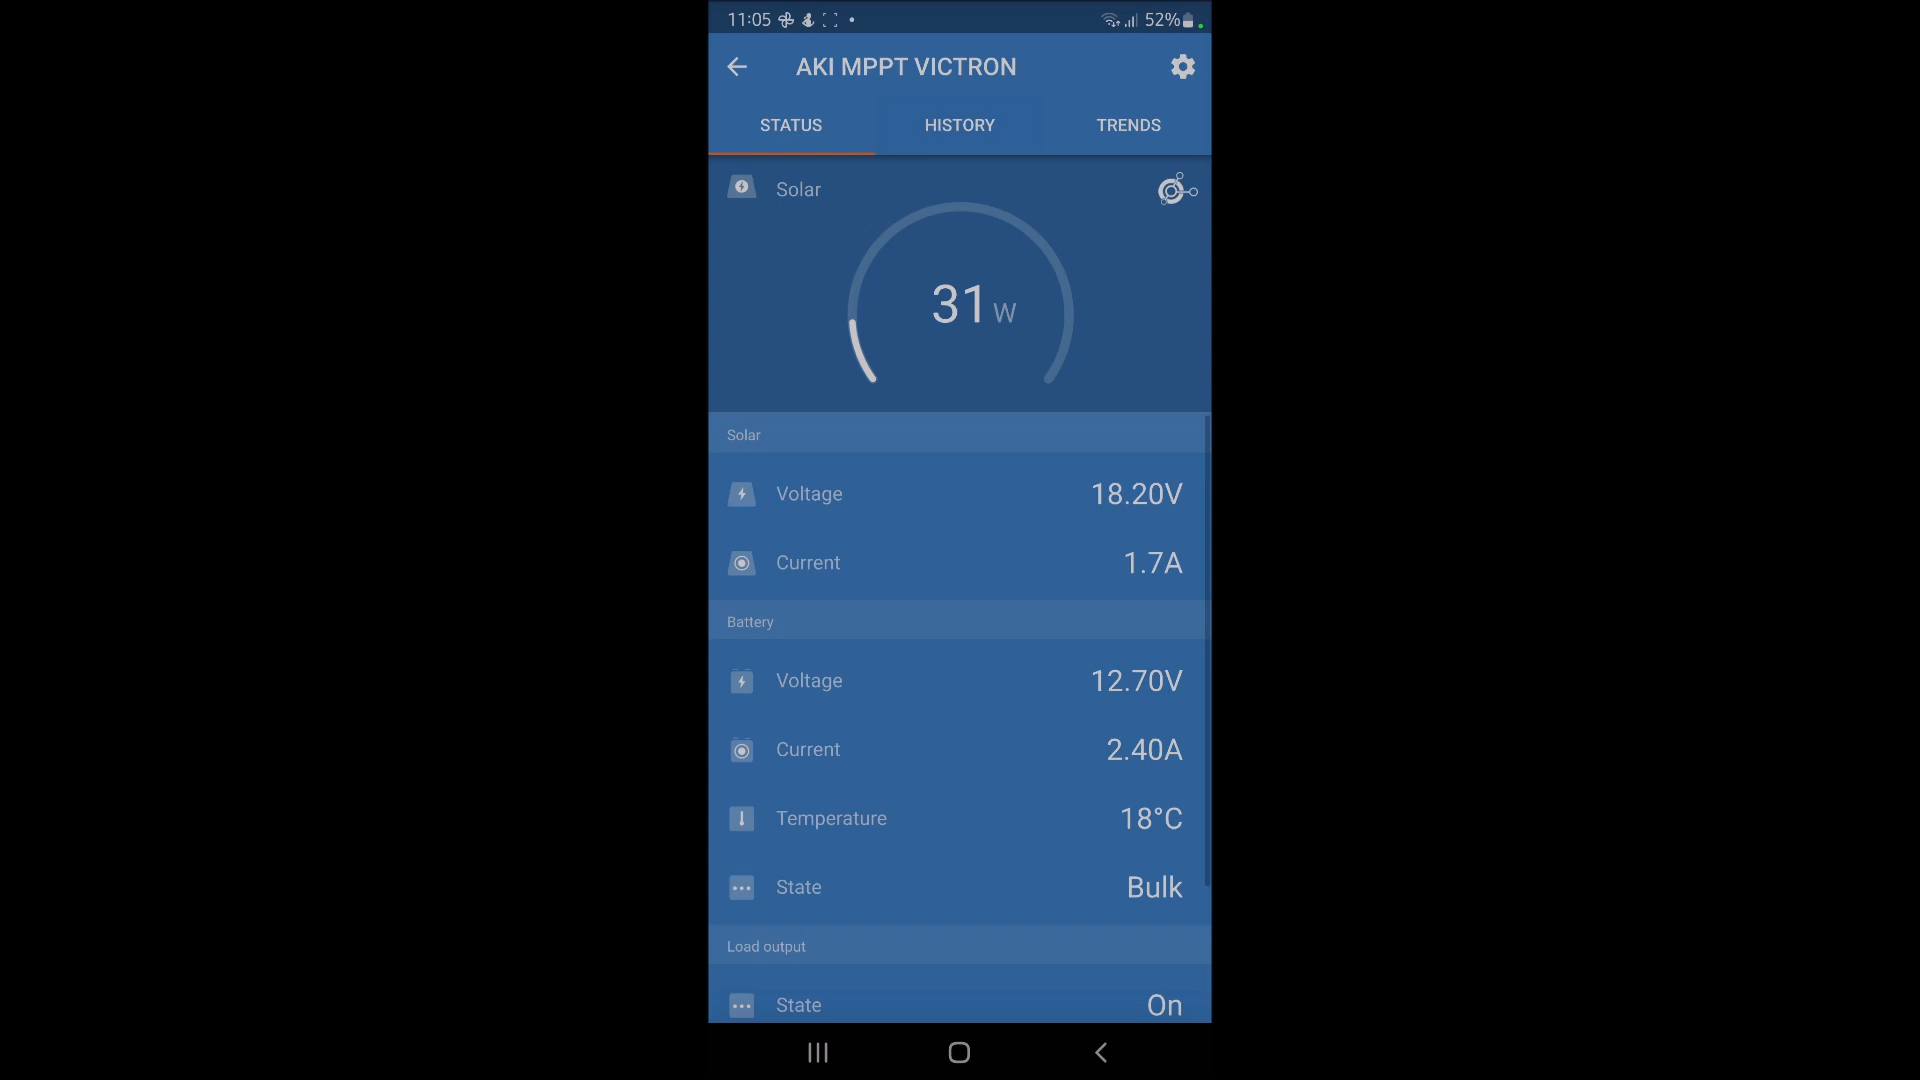 11:05 52%
AKI MPPT VICTRON
STATUS HISTORY TRENDS
Solar
31 W
Solar
Voltage 18.20V
Current 1.7A
Battery
Voltage 12.70V
Current 2.40A
Temperature 18°C
State Bulk
Load output
State On